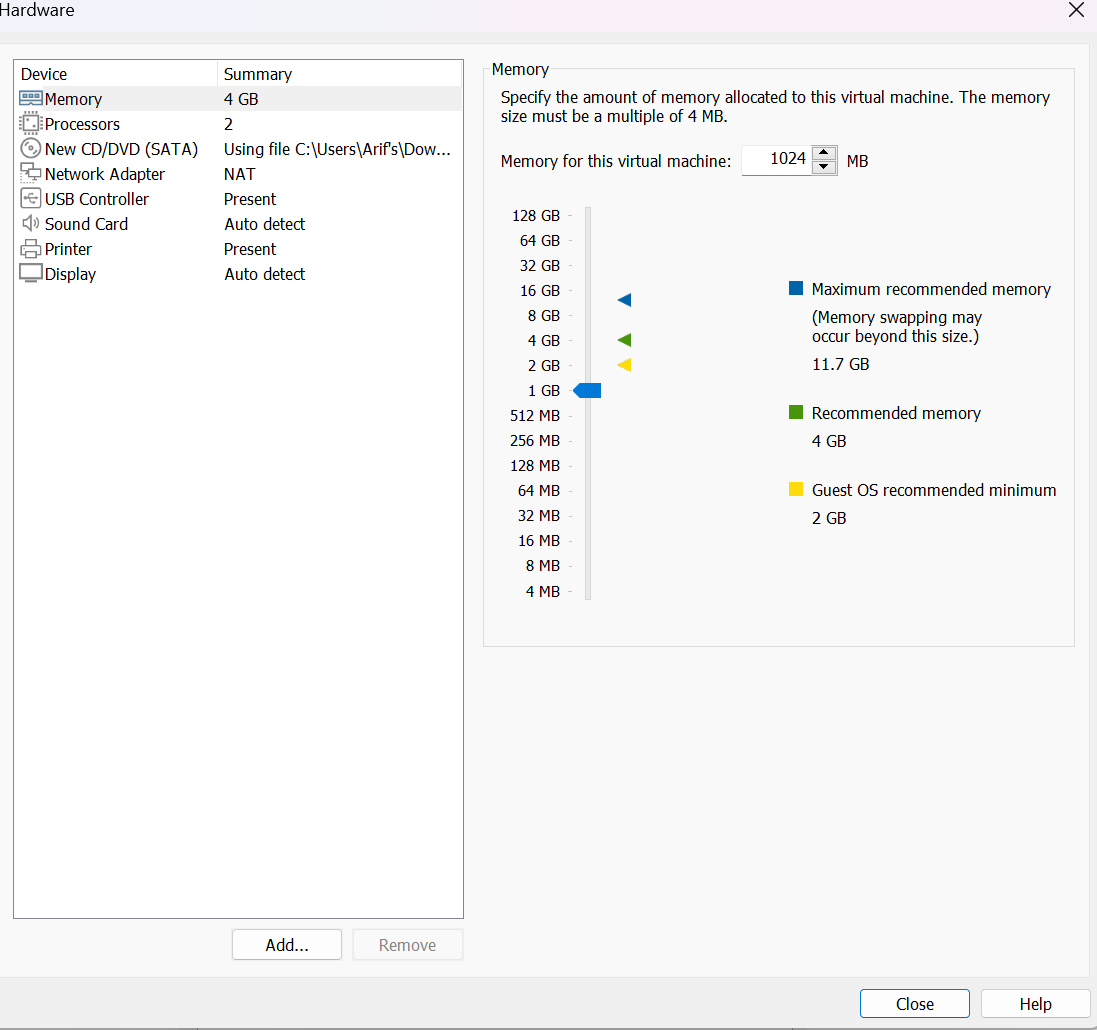 Hardware
Device Summary
Memory 4 GB
Processors 2
New CD/DVD (SATA) Using file C:\Users\Arif's\Dow...
Network Adapter NAT
USB Controller Present
Sound Card Auto detect
Printer Present
Display Auto detect
Add... Remove
Memory
Specify the amount of memory allocated to this virtual machine. The memory
size must be a multiple of 4 MB.
Memory for this virtual machine: 1024 MB
128 GB
64 GB
32 GB
16 GB
8 GB
4 GB
2 GB
1 GB
512 MB
256 MB
128 MB
64 MB
32 MB
16 MB
8 MB
4 MB
Maximum recommended memory
(Memory swapping may
occur beyond this size.)
11.7 GB
Recommended memory
4 GB
Guest OS recommended minimum
2 GB
Close Help